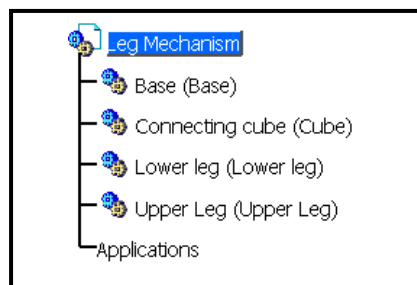 Leg Mechanism
Base (Base)
Connecting cube (Cube)
Lower leg (Lower leg)
Upper Leg (Upper Leg)
Applications